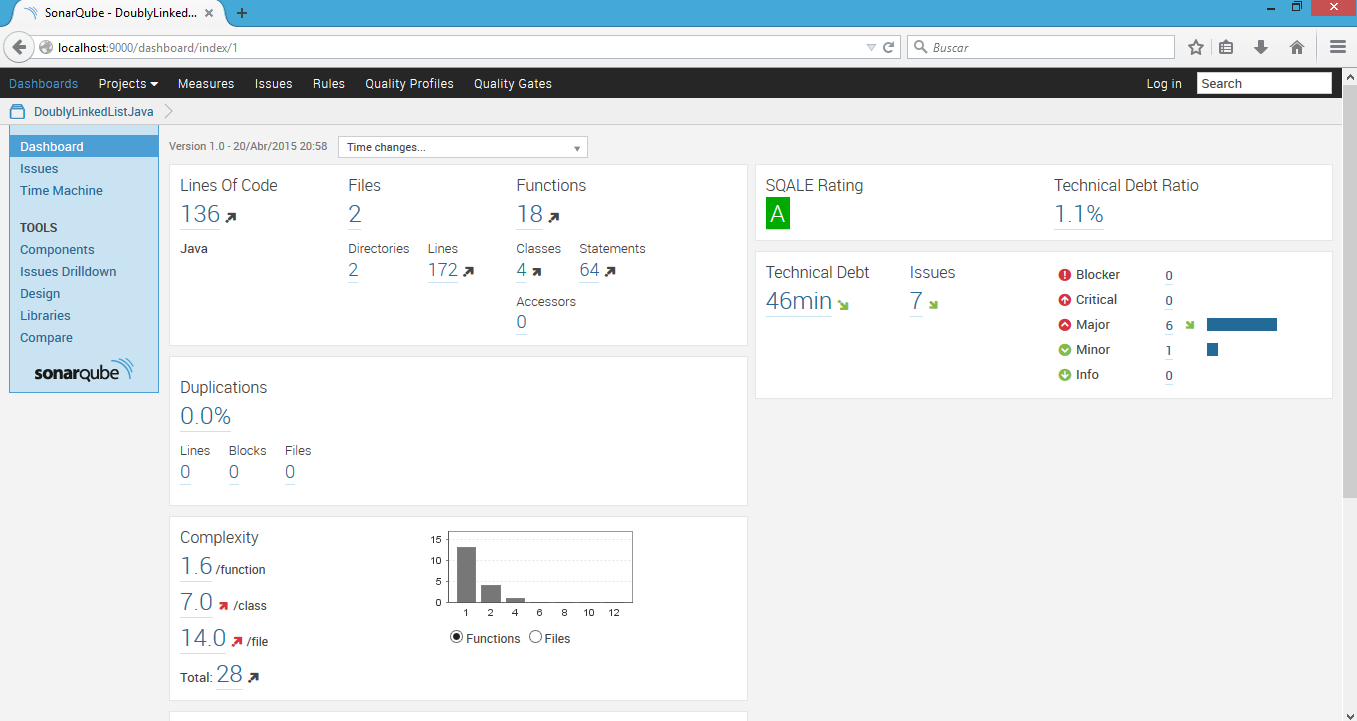 SonarQube - DoublyLinked...
localhost:9000/dashboard/index/1
Buscar
Dashboards Projects Measures Issues Rules Quality Profiles Quality Gates Log in Search
DoublyLinkedListJava
Dashboard
Issues
Time Machine
TOOLS
Components
Issues Drilldown
Design
Libraries
Compare
sonarqube
Version 1.0 - 20/Abr/2015 20:58 Time changes...
Lines Of Code Files Functions
136 2 18
Java Directories Lines Classes Statements
2 172 4 64
Accessors
0
Duplications
0.0%
Lines Blocks Files
0 0 0
Complexity
1.6 /function
7.0 /class
14.0 /file
Total: 28
15
10
5
0
1 2 4 6 8 10 12
Functions Files
SQALE Rating Technical Debt Ratio
A 1.1%
Technical Debt Issues
46min 7
Blocker 0
Critical 0
Major 6
Minor 1
Info 0